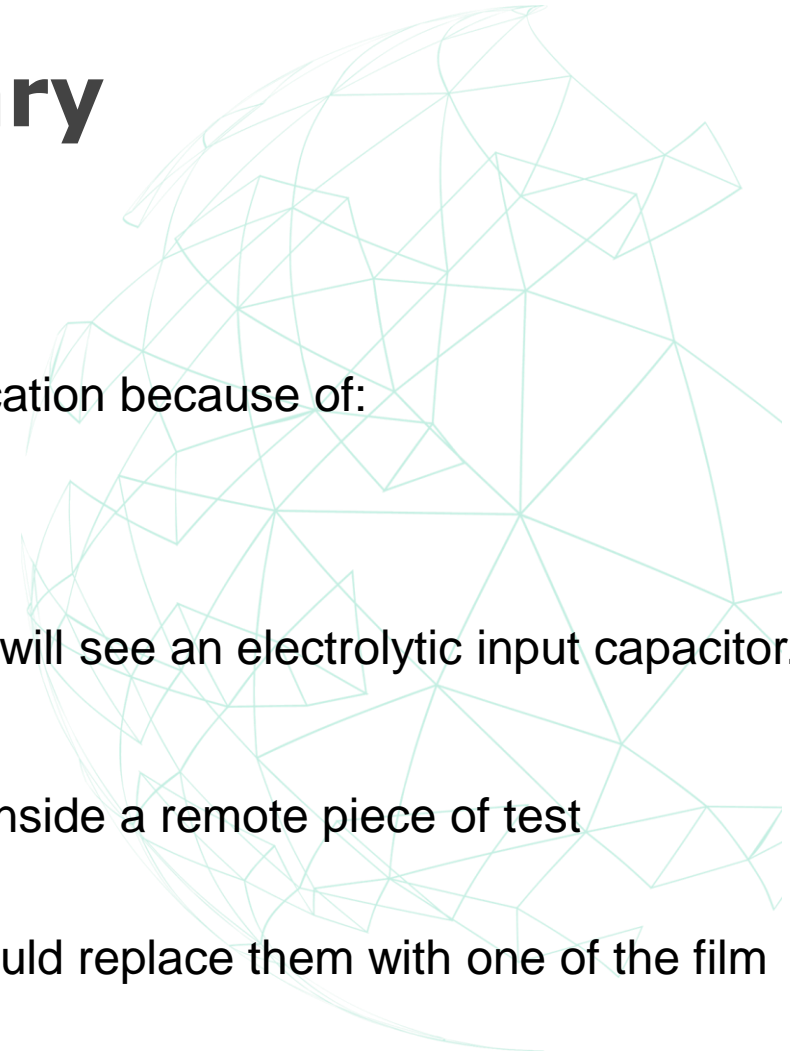 ry
cation because of:
will see an electrolytic input capacitor.
nside a remote piece of test
uld replace them with one of the film